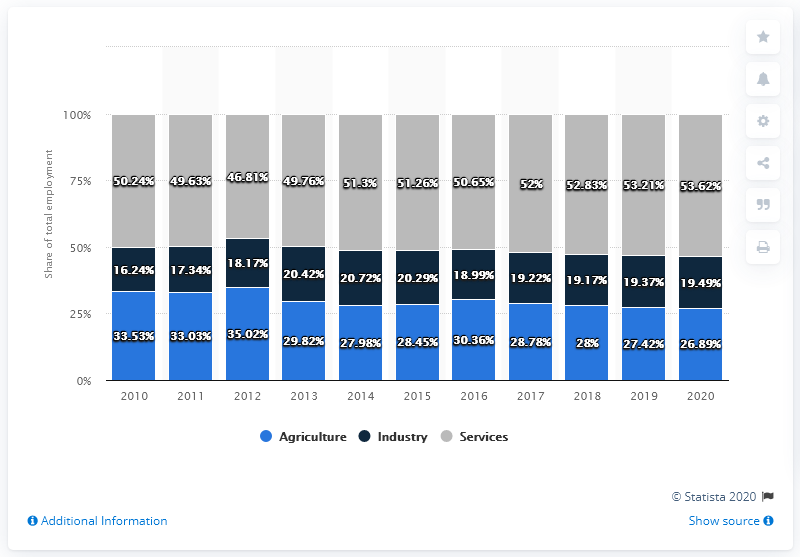 100%
75%
50%
25%
0%
Share of total employment
50.24% 49.63% 46.81% 49.76% 51.3% 51.26% 50.65% 52% 52.83% 53.21% 53.62%
16.24% 17.34% 18.17% 20.42% 20.72% 20.29% 18.99% 19.22% 19.17% 19.37% 19.49%
33.53% 33.03% 35.02% 29.82% 27.98% 28.45% 30.36% 28.78% 28% 27.42% 26.89%
2010 2011 2012 2013 2014 2015 2016 2017 2018 2019 2020
Agriculture Industry Services
© Statista 2020
Additional Information
Show source